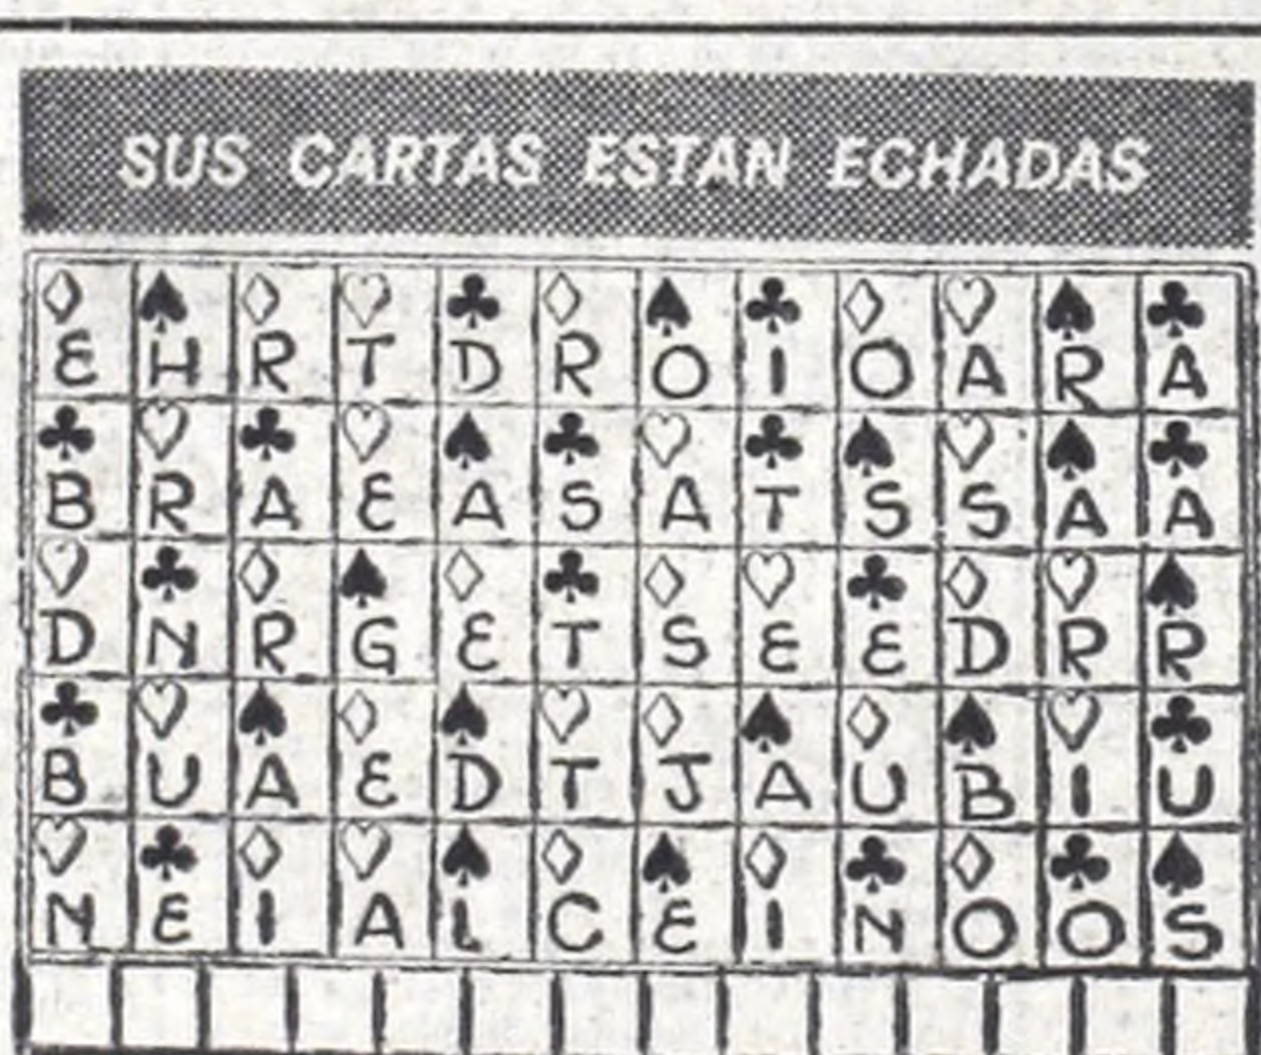 SUS CARTAS ESTAN ECHADAS
E H R T D R O I O A R A
B R A E A S A T S S A A
D N R G E T S E E D R R
B U A E D T J A U B I U
N E I A L C E I N O O S